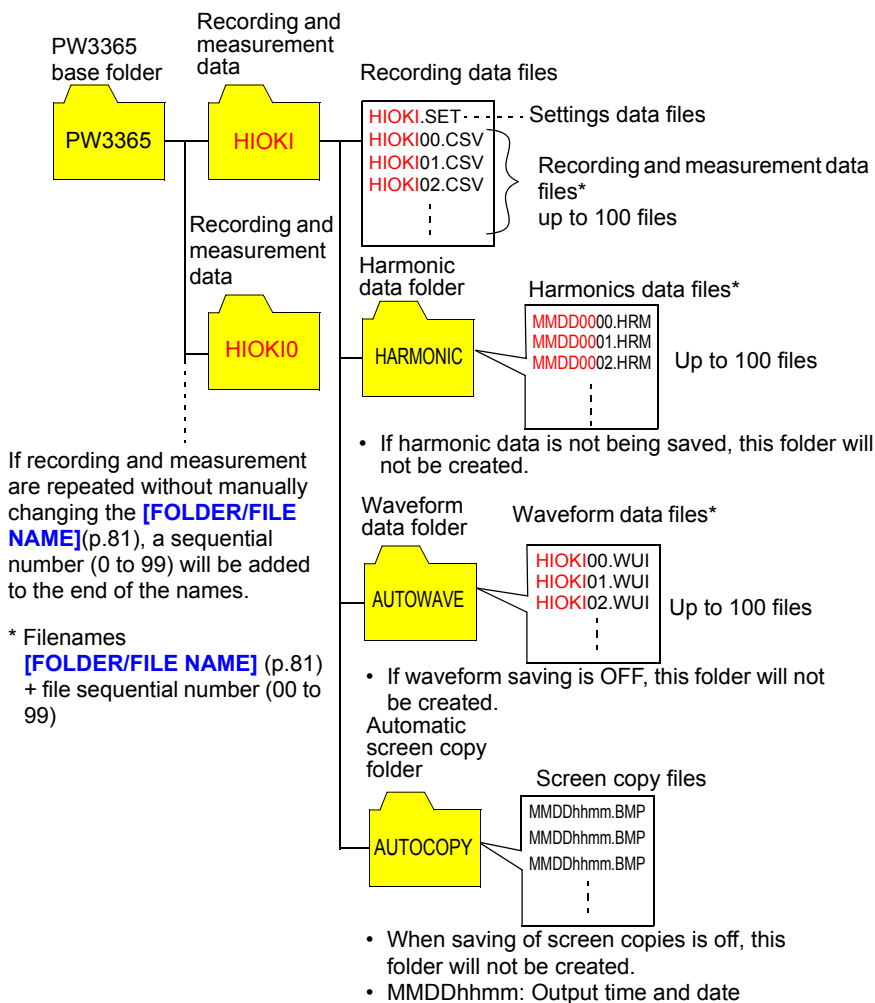 PW3365
base folder
PW3365
Recording and
measurement
data
HIOKI
Recording and
measurement
data
HIOKI0
If recording and measurement
are repeated without manually
changing the [FOLDER/FILE
NAME](p.81), a sequential
number (0 to 99) will be added
to the end of the names.
* Filenames
[FOLDER/FILE NAME] (p.81)
+ file sequential number (00 to
99)
Recording data files
HIOKI.SET
HIOKI00.CSV
HIOKI01.CSV
HIOKI02.CSV
Settings data files
Recording and measurement data
files*
up to 100 files
Harmonic
data folder
HARMONIC
Harmonics data files*
MMDD0000.HRM
MMDD0001.HRM
MMDD0002.HRM
Up to 100 files
• If harmonic data is not being saved, this folder will
not be created.
Waveform
data folder
AUTOWAVE
Waveform data files*
HIOKI00.WUI
HIOKI01.WUI
HIOKI02.WUI
Up to 100 files
• If waveform saving is OFF, this folder will not
be created.
Automatic
screen copy
folder
AUTOCOPY
Screen copy files
MMDDhhmm.BMP
MMDDhhmm.BMP
MMDDhhmm.BMP
• When saving of screen copies is off, this
folder will not be created.
• MMDDhhmm: Output time and date